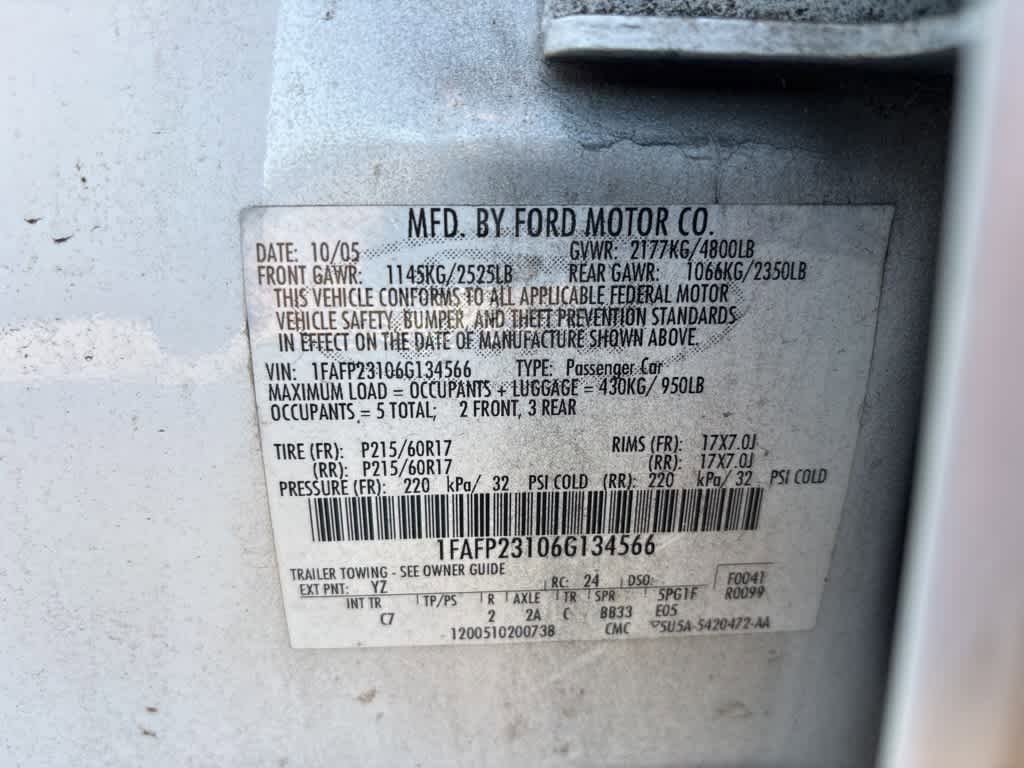 MFD. BY FORD MOTOR CO.
DATE: 10/05 GVWR: 2177KG/4800LB
FRONT GAWR: 1145KG/2525LB REAR GAWR: 1066KG/2350LB
THIS VEHICLE CONFORMS TO ALL APPLICABLE FEDERAL MOTOR
VEHICLE SAFETY, BUMPER, AND THEFT PREVENTION STANDARDS
IN EFFECT ON THE DATE OF MANUFACTURE SHOWN ABOVE.
VIN: 1FAFP23106G134566 TYPE: Passenger Car
MAXIMUM LOAD = OCCUPANTS + LUGGAGE = 430KG/ 950LB
OCCUPANTS = 5 TOTAL; 2 FRONT, 3 REAR
TIRE (FR): P215/60R17 RIMS (FR): 17X7.0J
(RR): P215/60R17 (RR): 17X7.0J
PRESSURE (FR): 220 kPa/ 32 PSI COLD (RR): 220 kPa/ 32 PSI COLD
1FAFP23106G134566
TRAILER TOWING - SEE OWNER GUIDE
EXT PNT: YZ RC: 24 DSO: F0041
R0099
INT TR TP/PS R AXLE TR SPR 5PG1F
C7 2 2A C BB33 E05
1200510200738 CMC 5U5A-5420472-AA